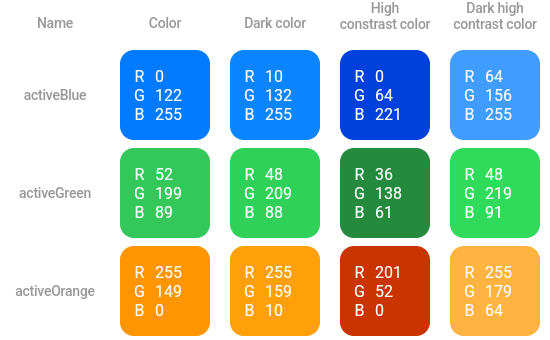 Name Color Dark color High constrast color Dark high contrast color
activeBlue
R 0 R 10 R 0 R 64
G 122 G 132 G 64 G 156
B 255 B 255 B 221 B 255
activeGreen
R 52 R 48 R 36 R 48
G 199 G 209 G 138 G 219
B 89 B 88 B 61 B 91
activeOrange
R 255 R 255 R 201 R 255
G 149 G 159 G 52 G 179
B 0 B 10 B 0 B 64